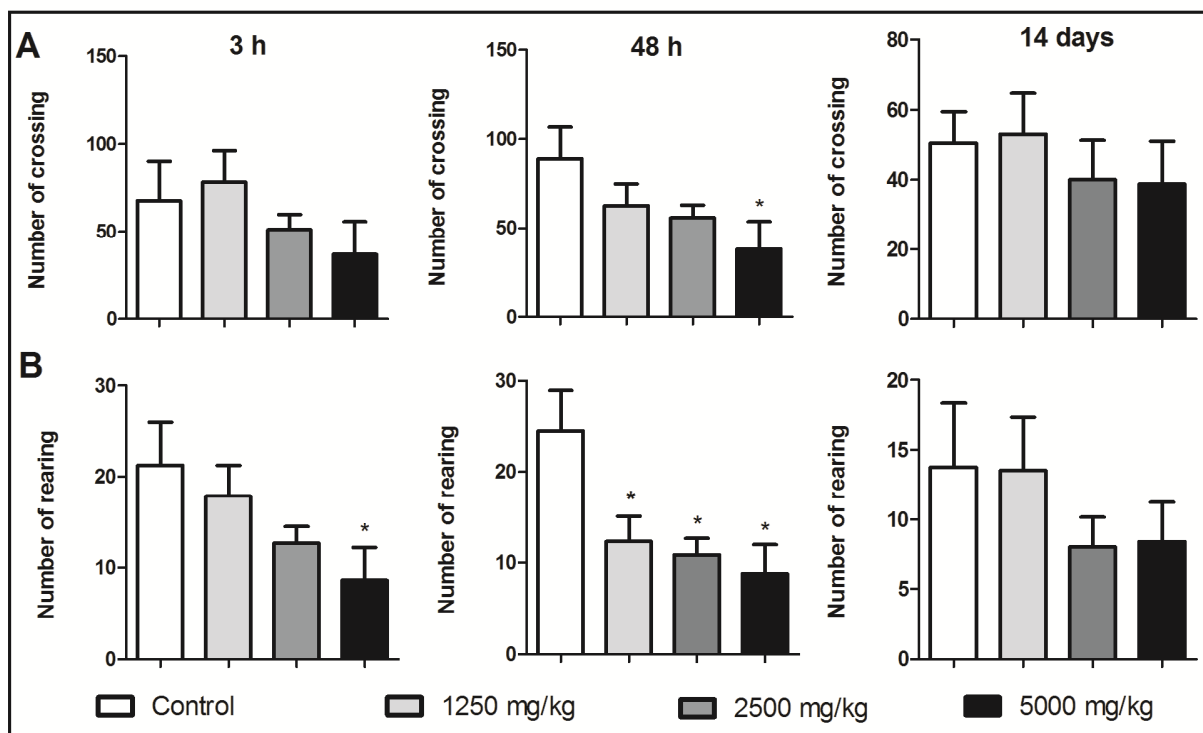 A
3 h
48 h
14 days
Number of crossing
150
100
50
0
Number of crossing
150
100
50
0
Number of crossing
80
60
40
20
0
B
Number of rearing
30
20
10
0
*
Number of rearing
30
20
10
0
*
*
*
*
Number of rearing
20
15
10
5
0
Control
1250 mg/kg
2500 mg/kg
5000 mg/kg